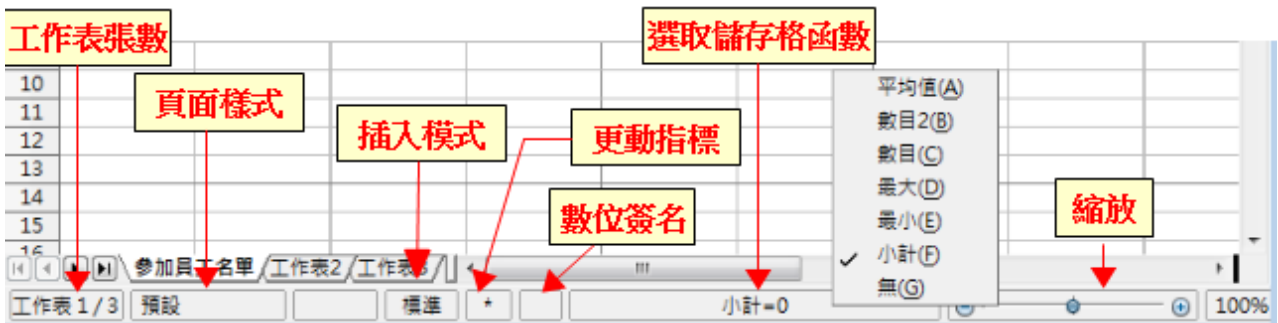 工作表張數
選取儲存格函數
10
頁面樣式
平均值(A)
11
插入模式
更動指標
數目2(B)
12
數目(C)
13
最大(D)
14
數位簽名
縮放
最小(E)
15
小計(F)
16
參加員工名單 工作表2 工作表3
無(G)
工作表 1 / 3 預設 標準 * 小計=0 100%